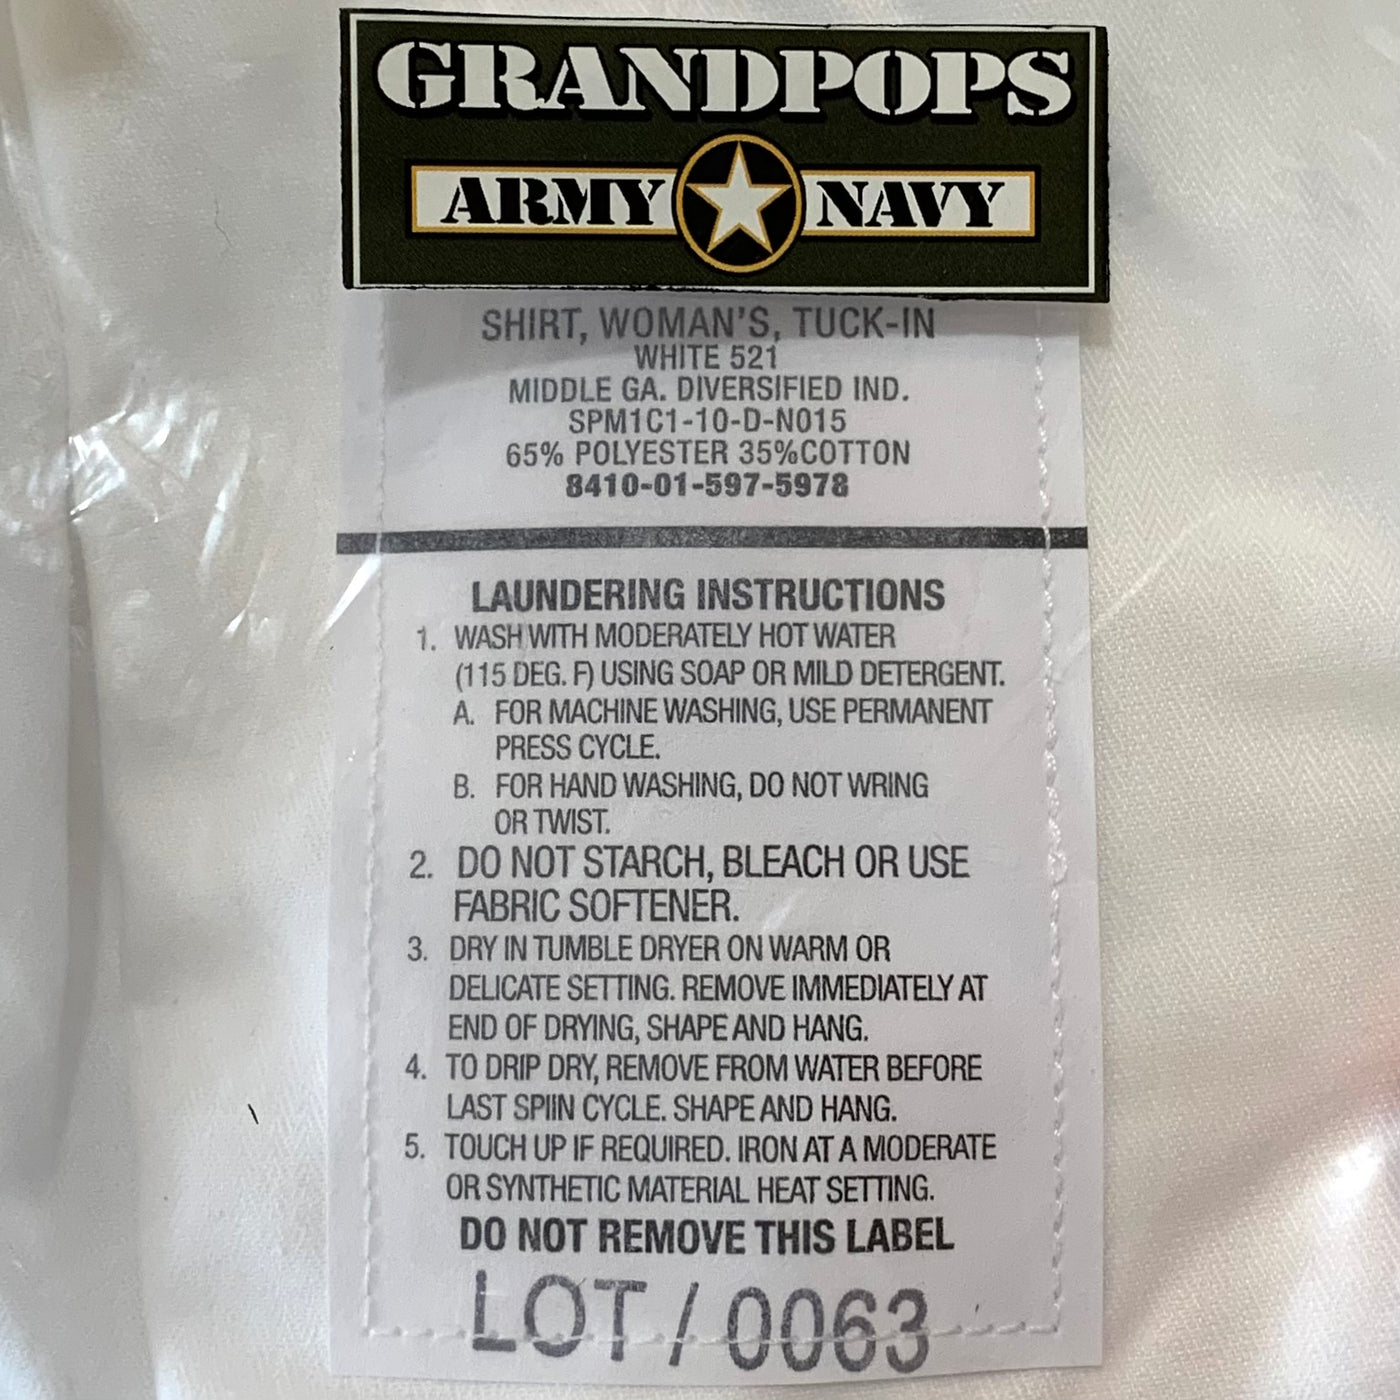 GRANDPOPS
ARMY NAVY
SHIRT, WOMAN'S, TUCK-IN
WHITE 521
MIDDLE GA. DIVERSIFIED IND.
SPM1C1-10-D-N015
65% POLYESTER 35%COTTON
8410-01-597-5978
LAUNDERING INSTRUCTIONS
1. WASH WITH MODERATELY HOT WATER
(115 DEG. F) USING SOAP OR MILD DETERGENT.
A. FOR MACHINE WASHING, USE PERMANENT
PRESS CYCLE.
B. FOR HAND WASHING, DO NOT WRING
OR TWIST.
2. DO NOT STARCH, BLEACH OR USE
FABRIC SOFTENER.
3. DRY IN TUMBLE DRYER ON WARM OR
DELICATE SETTING. REMOVE IMMEDIATELY AT
END OF DRYING, SHAPE AND HANG.
4. TO DRIP DRY, REMOVE FROM WATER BEFORE
LAST SPIIN CYCLE. SHAPE AND HANG.
5. TOUCH UP IF REQUIRED. IRON AT A MODERATE
OR SYNTHETIC MATERIAL HEAT SETTING.
DO NOT REMOVE THIS LABEL
LOT / 0063